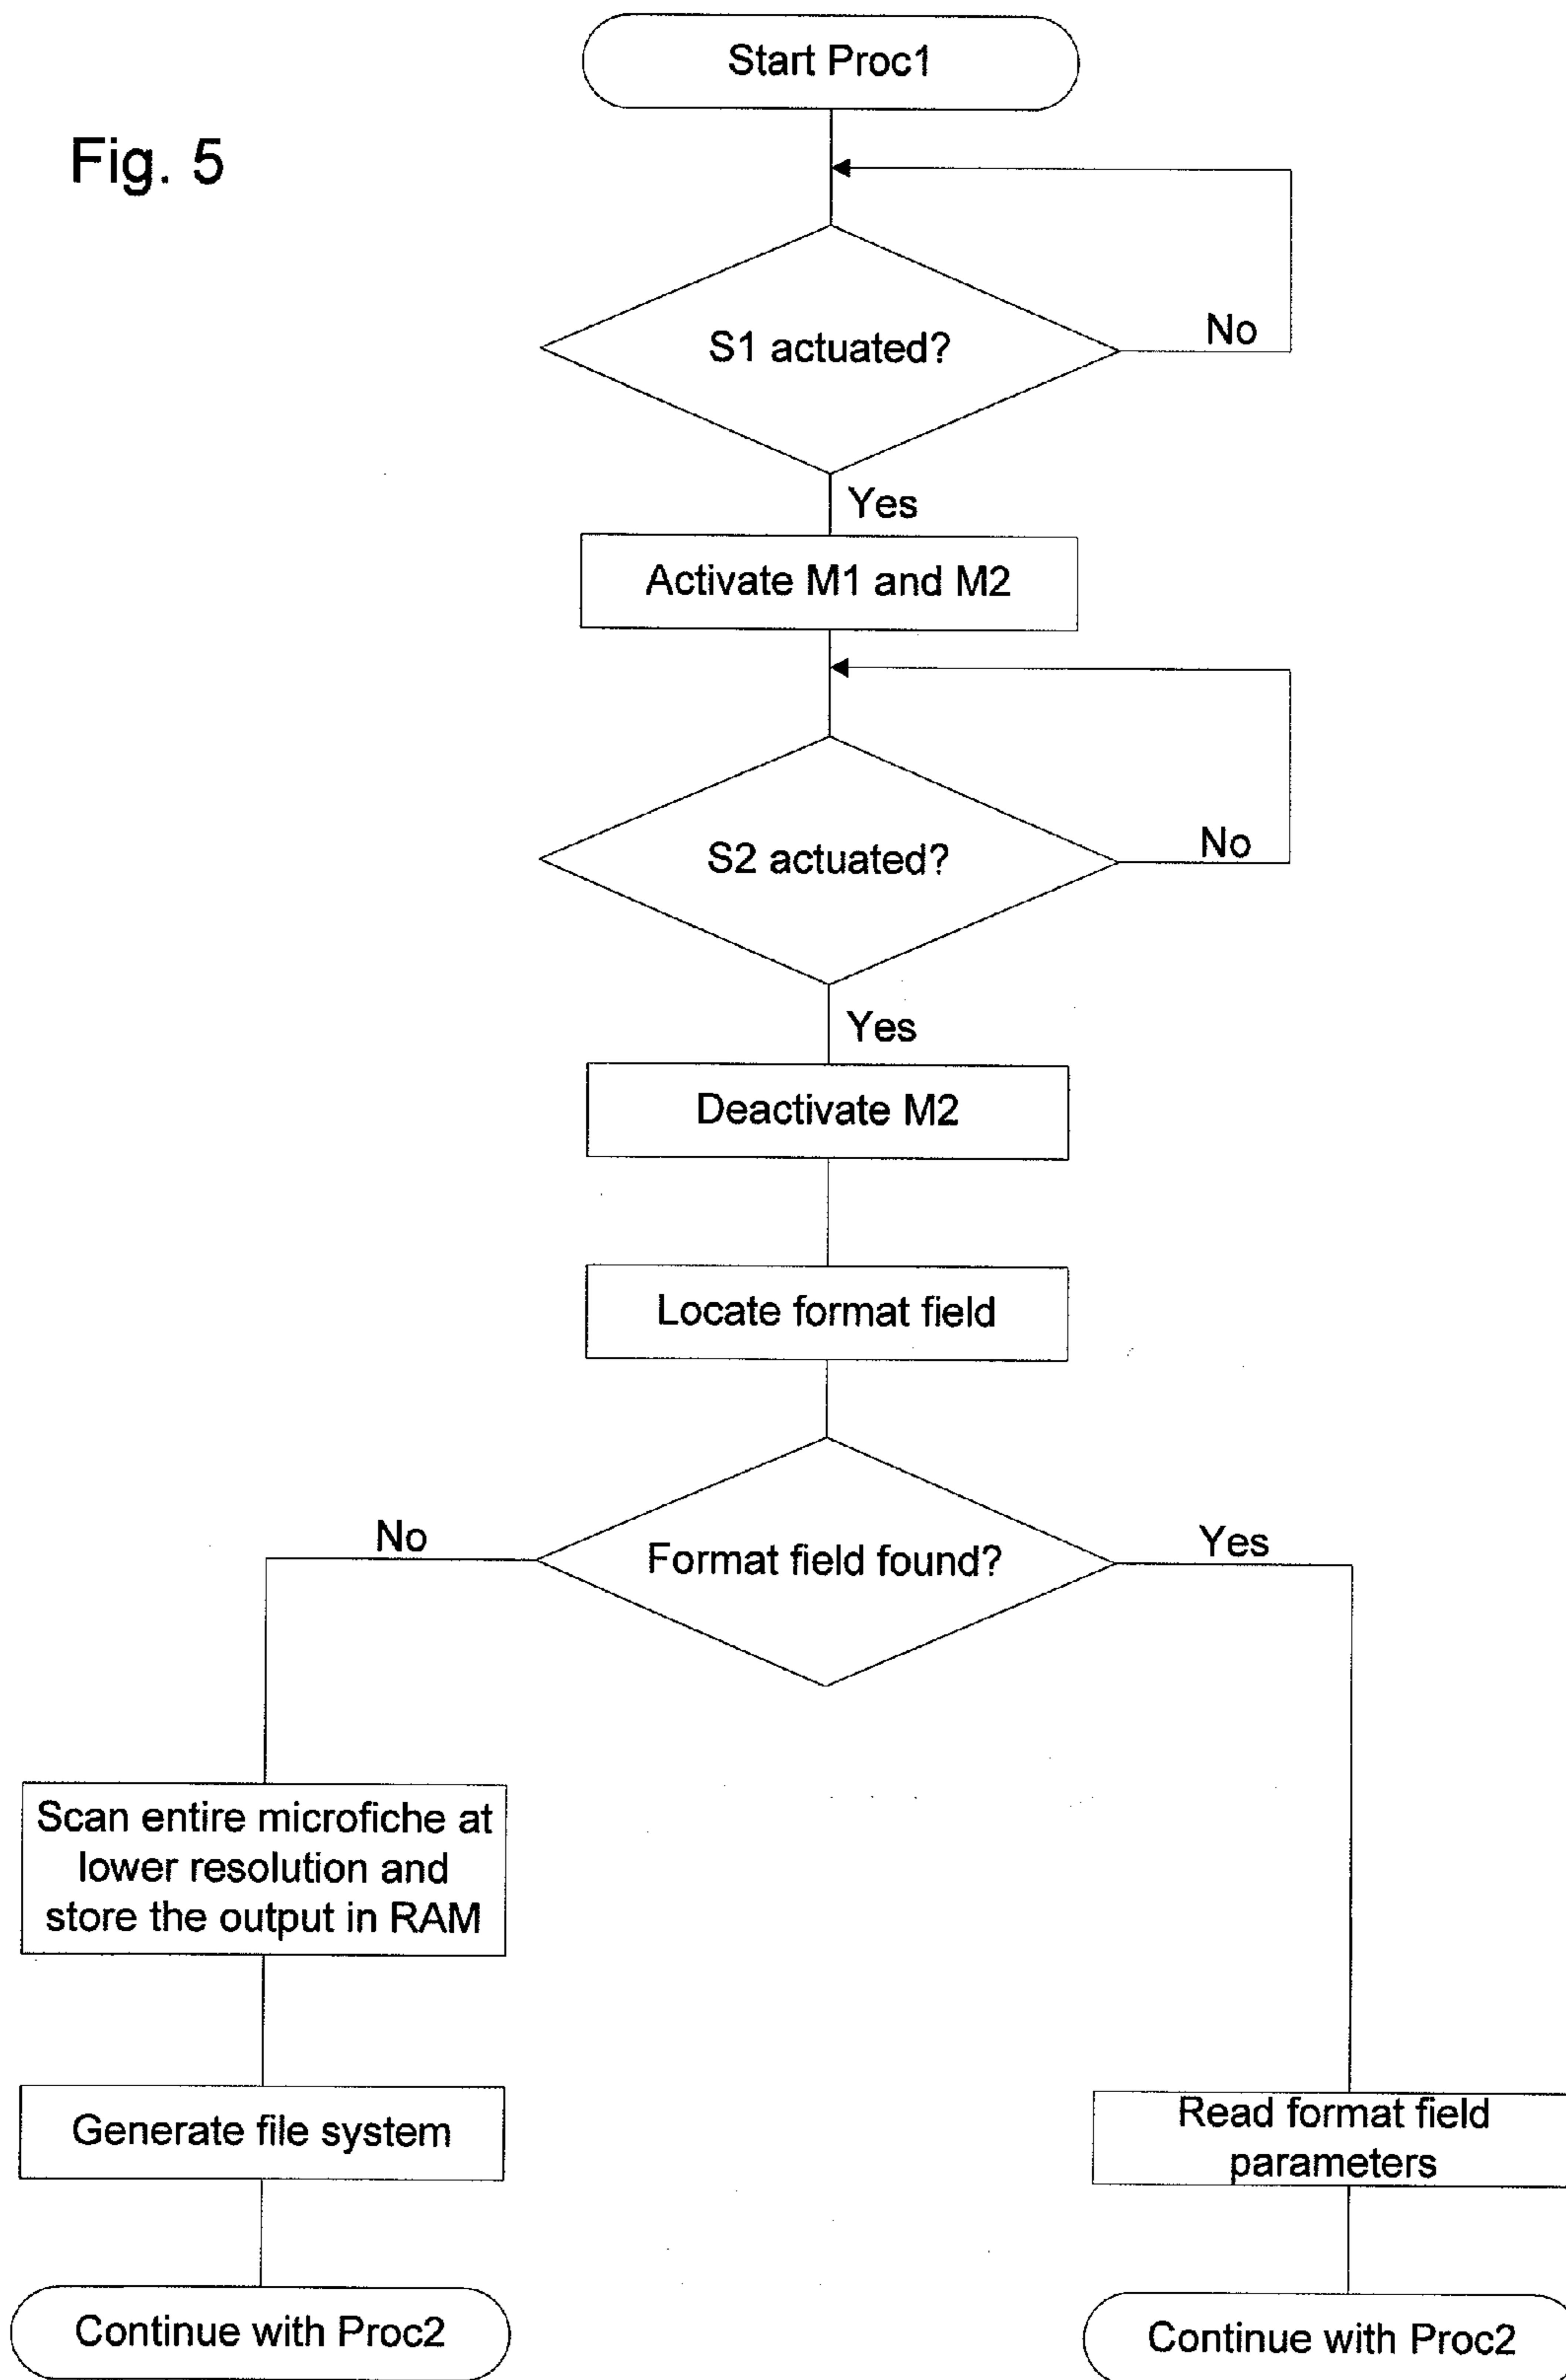 Start Proc1
Fig. 5
S1 actuated?
No
Yes
Activate M1 and M2
S2 actuated?
No
Yes
Deactivate M2
Locate format field
No
Format field found?
Yes
Scan entire microfiche at
lower resolution and
store the output in RAM
Generate file system
Read format field
parameters
Continue with Proc2
Continue with Proc2